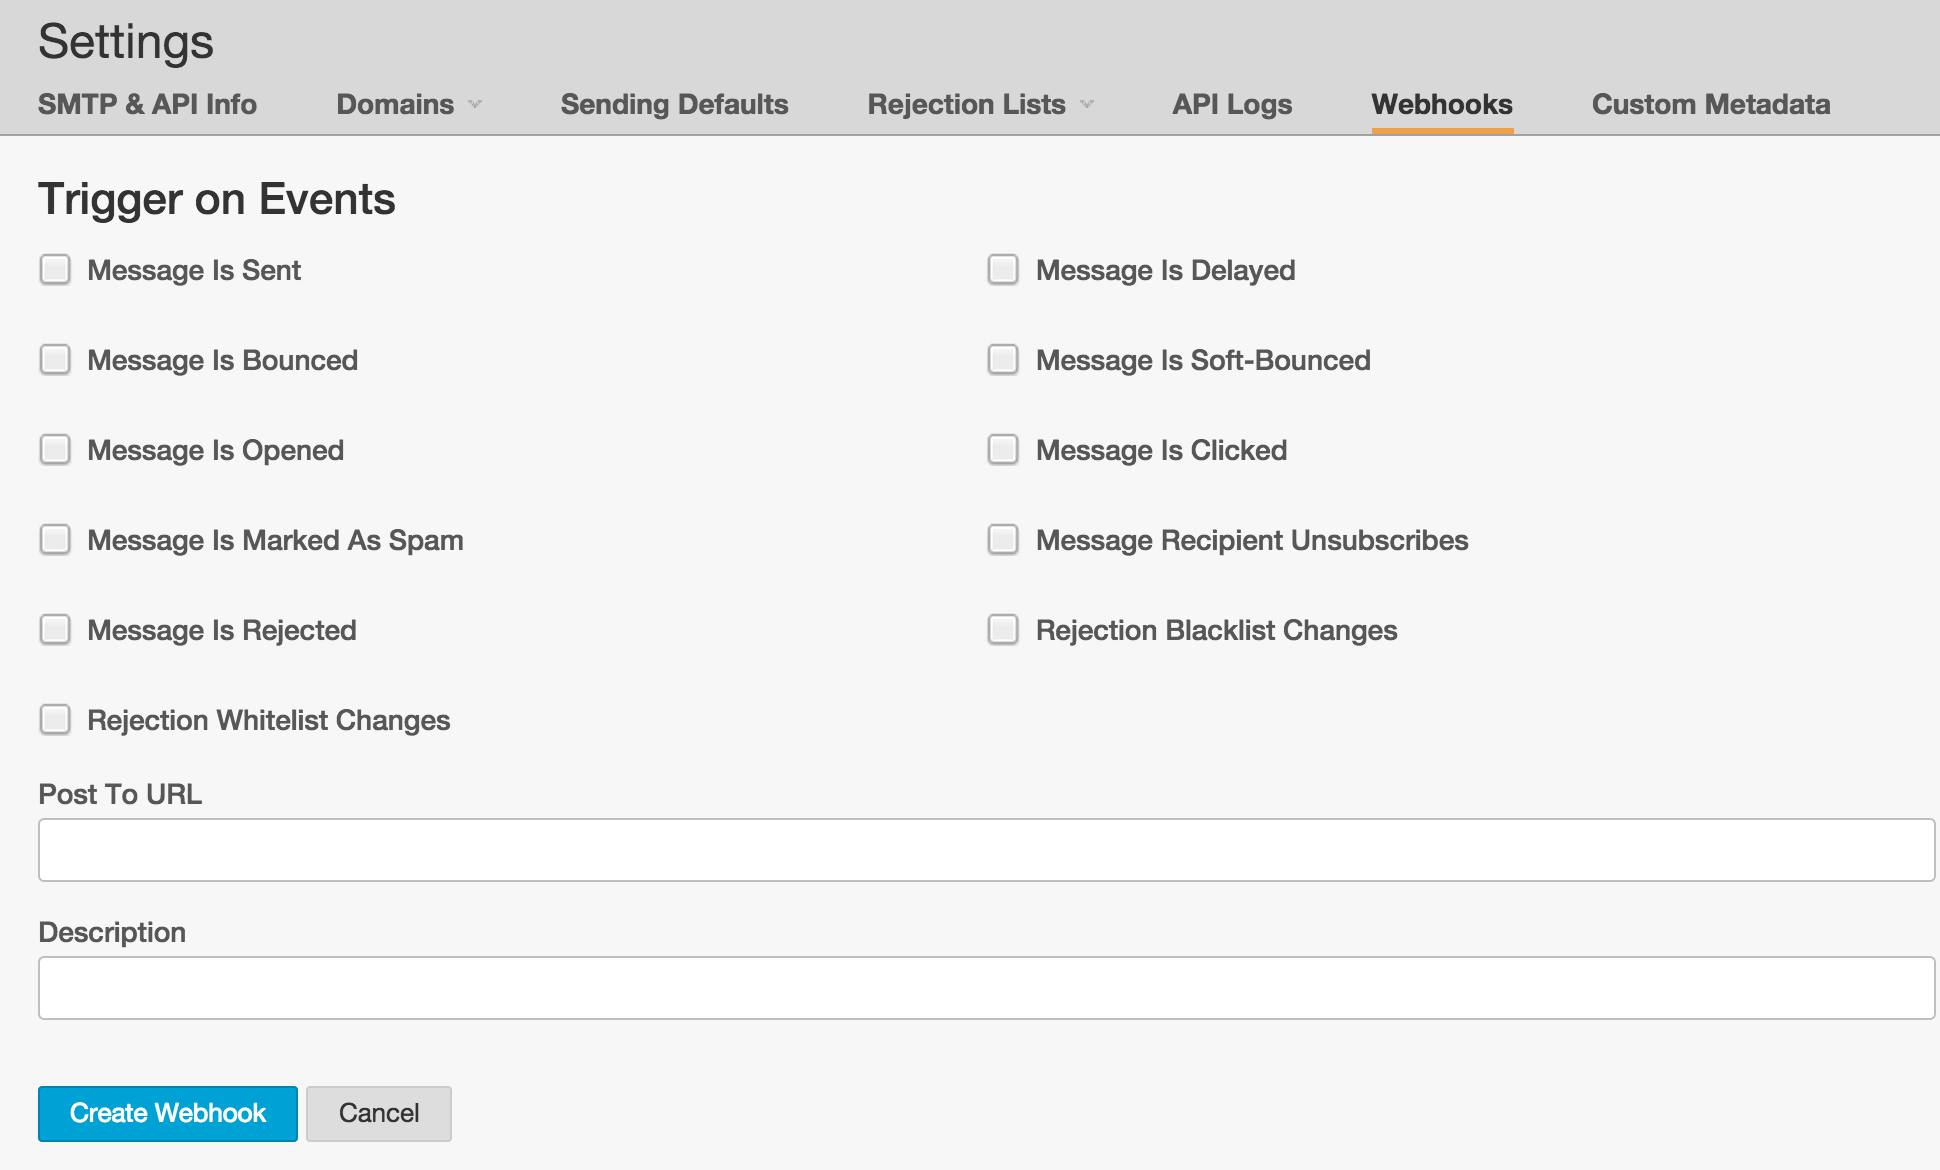 Settings
SMTP & API Info Domains Sending Defaults Rejection Lists API Logs Webhooks Custom Metadata
Trigger on Events
Message Is Sent Message Is Delayed
Message Is Bounced Message Is Soft-Bounced
Message Is Opened Message Is Clicked
Message Is Marked As Spam Message Recipient Unsubscribes
Message Is Rejected Rejection Blacklist Changes
Rejection Whitelist Changes
Post To URL
Description
Create Webhook Cancel